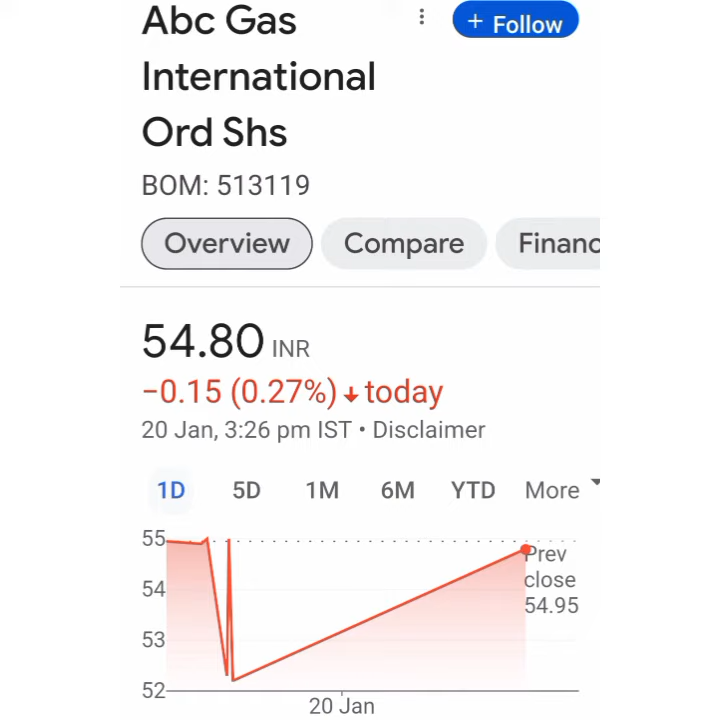 Abc Gas
+ Follow
International
Ord Shs
BOM: 513119
Overview
Compare
Financ
54.80 INR
−0.15 (0.27%) ↓ today
20 Jan, 3:26 pm IST • Disclaimer
1D 5D 1M 6M YTD More
55
54
53
52
Prev
close
54.95
20 Jan